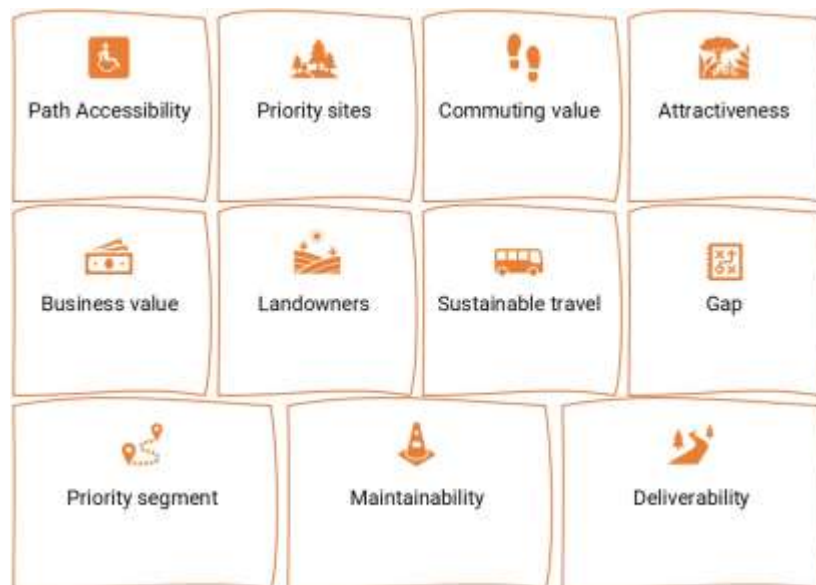 Path Accessibility
Priority sites
Commuting value
Attractiveness
Business value
Landowners
Sustainable travel
Gap
Priority segment
Maintainability
Deliverability